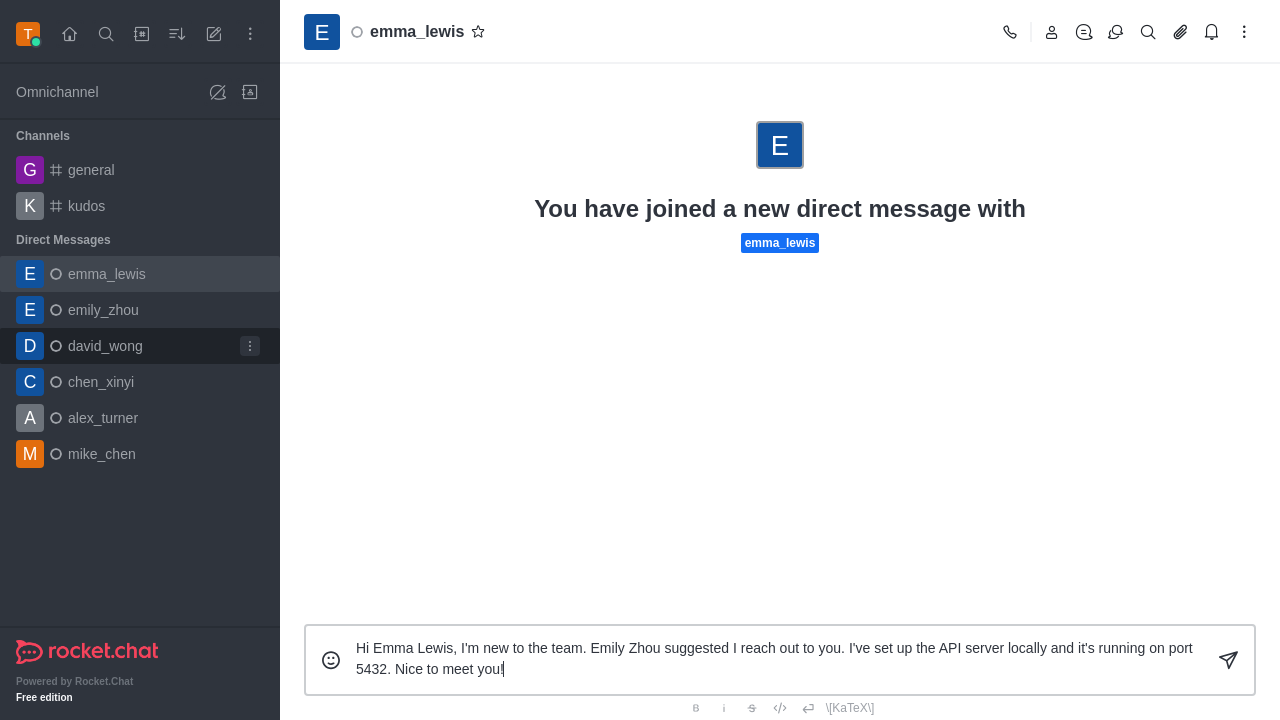 T
E emma_lewis
Omnichannel
E
Channels
G general
K kudos
You have joined a new direct message with
Direct Messages
emma_lewis
E emma_lewis
E emily_zhou
D david_wong
C chen_xinyi
A alex_turner
M mike_chen
Hi Emma Lewis, I'm new to the team. Emily Zhou suggested I reach out to you. I've set up the API server locally and it's running on port
5432. Nice to meet you!
rocket.chat
Powered by Rocket.Chat
Free edition
B i S \[KaTeX\]